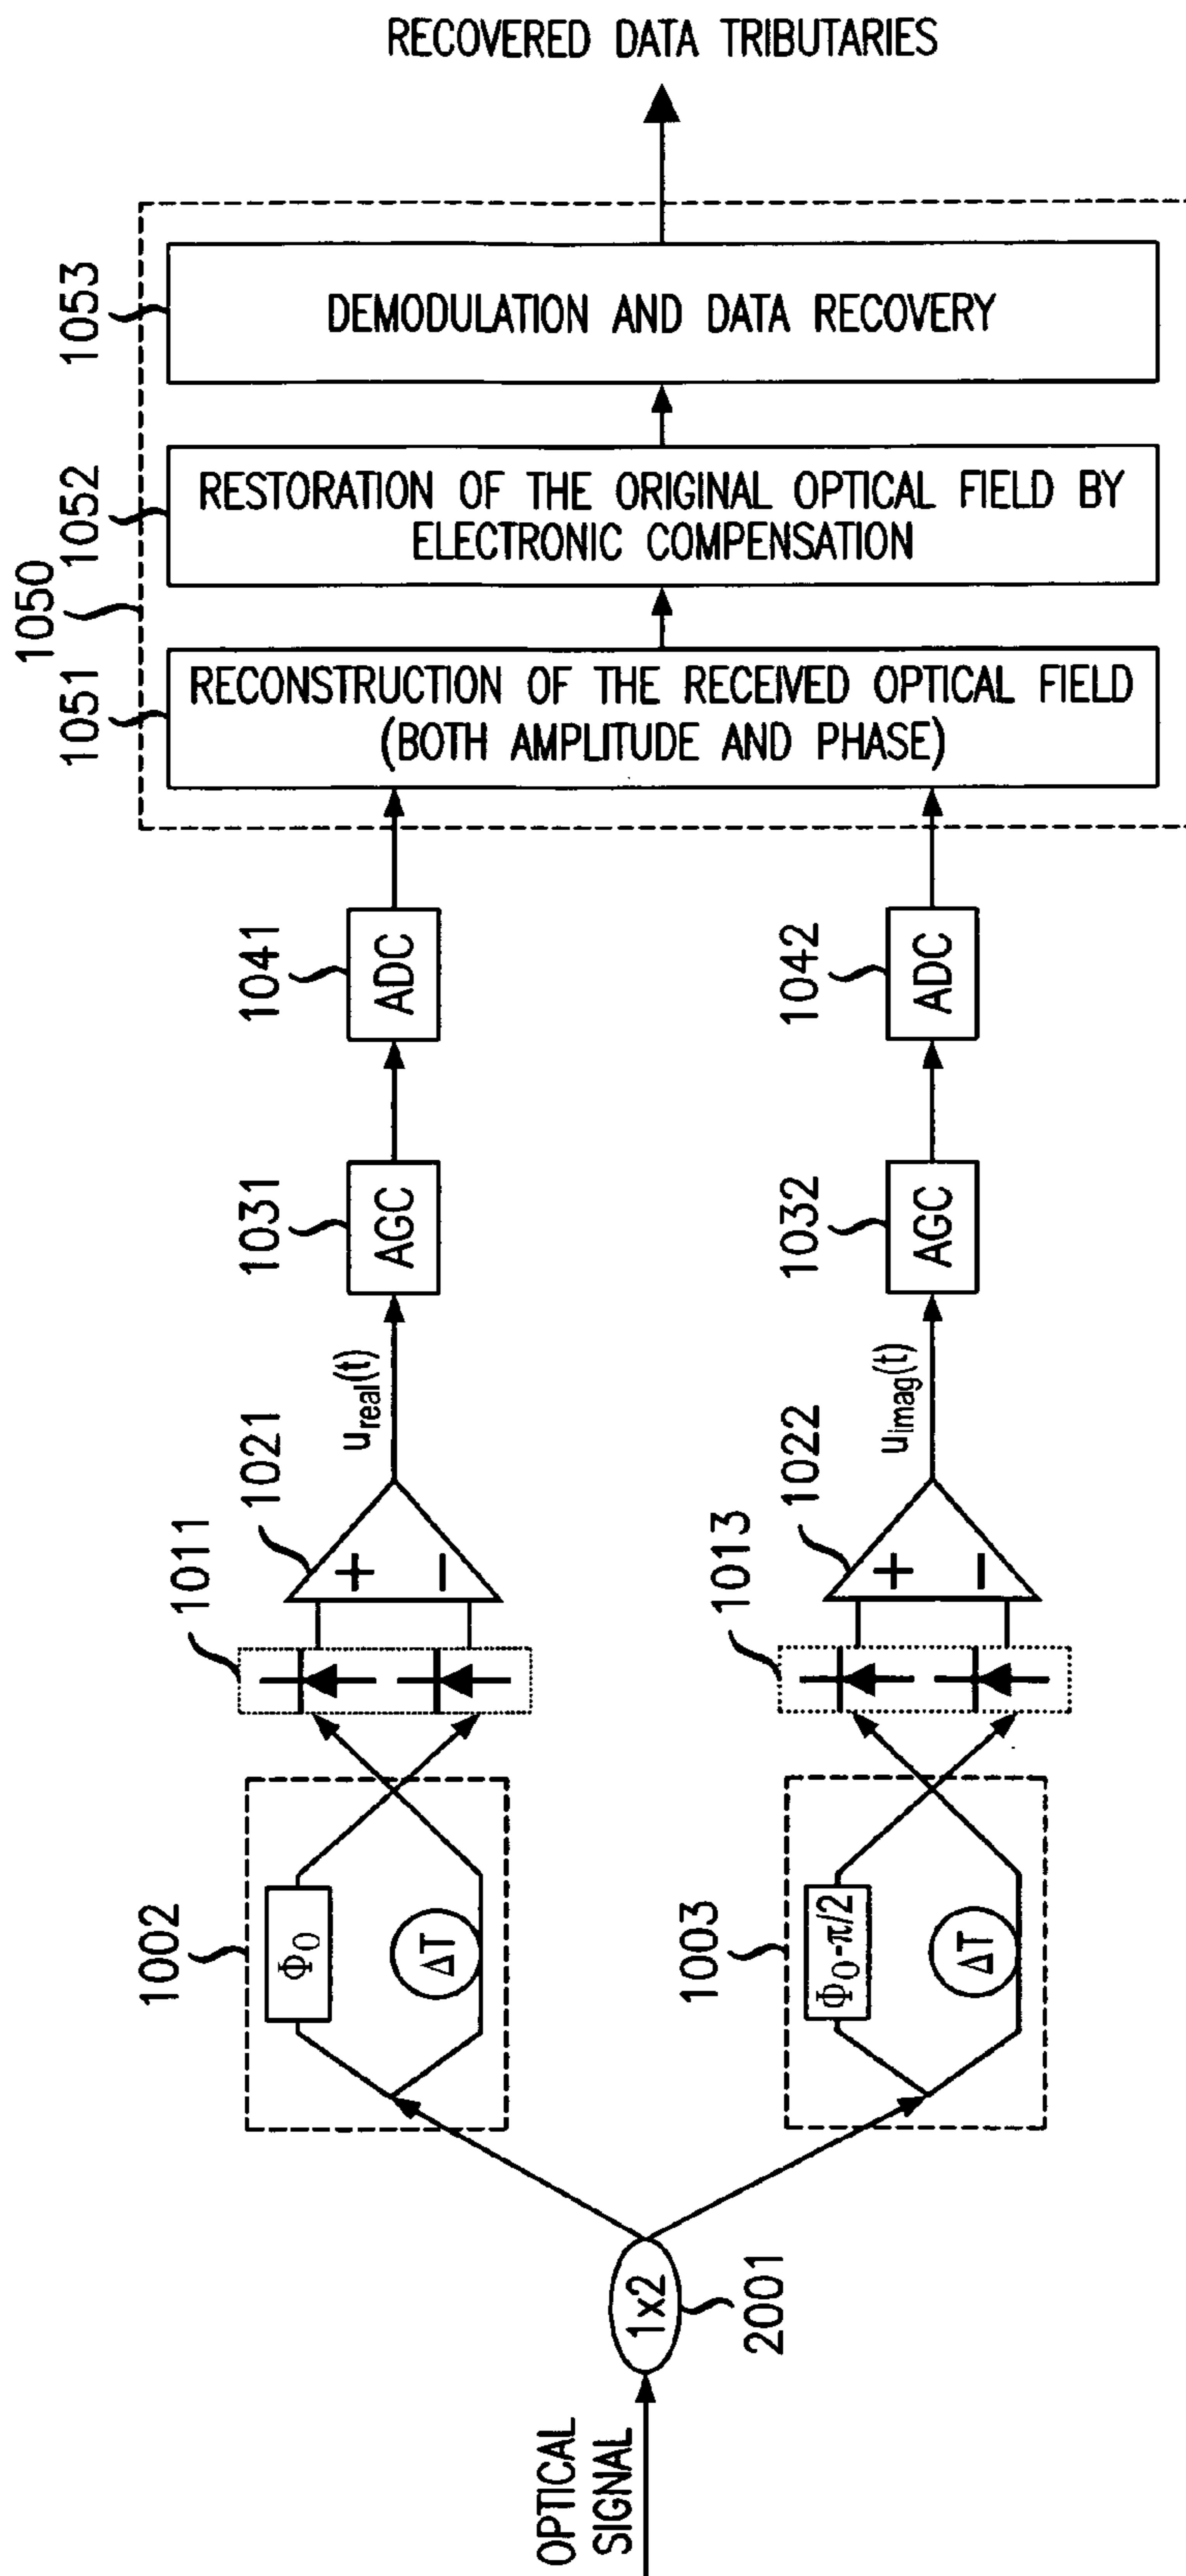 OPTICAL
SIGNAL
1x2
2001
1002
Φ0
ΔT
1003
Φ0-π/2
ΔT
1011
1013
1021
+
−
1022
+
−
u_real(t)
u_imag(t)
1031
AGC
1032
AGC
1041
ADC
1042
ADC
1050
1051
RECONSTRUCTION OF THE RECEIVED OPTICAL FIELD
(BOTH AMPLITUDE AND PHASE)
1052
RESTORATION OF THE ORIGINAL OPTICAL FIELD BY
ELECTRONIC COMPENSATION
1053
DEMODULATION AND DATA RECOVERY
RECOVERED DATA TRIBUTARIES